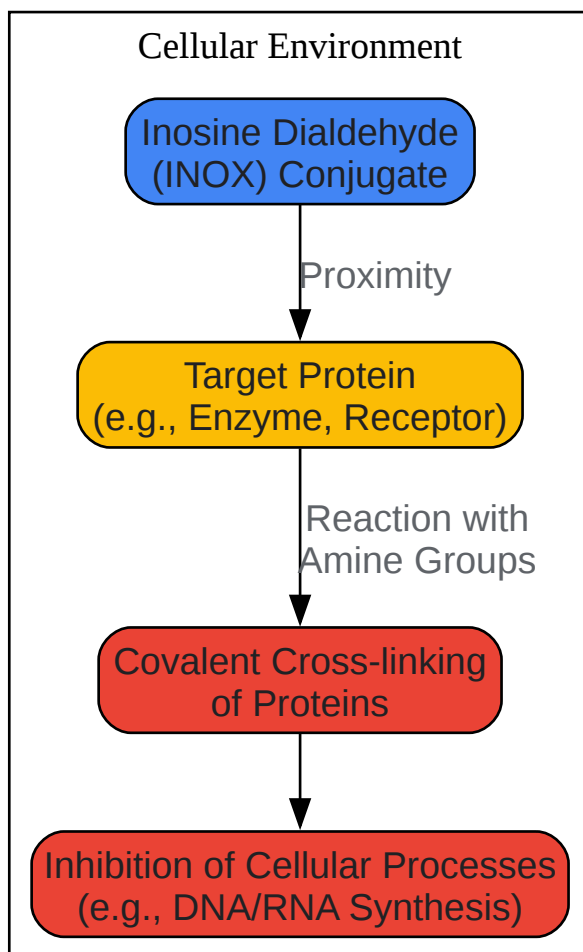 Cellular Environment
Inosine Dialdehyde
(INOX) Conjugate
Proximity
Target Protein
(e.g., Enzyme, Receptor)
Reaction with
Amine Groups
Covalent Cross-linking
of Proteins
Inhibition of Cellular Processes
(e.g., DNA/RNA Synthesis)